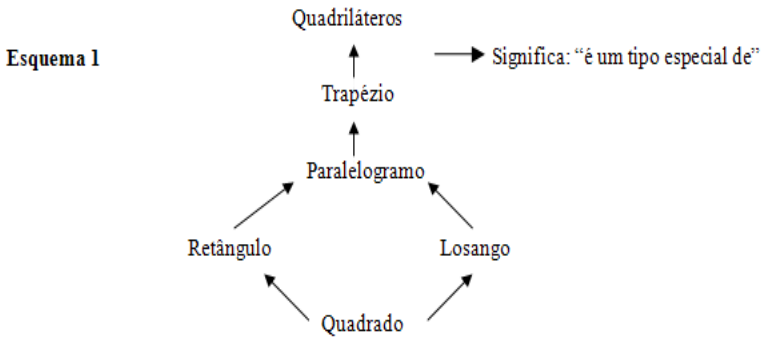 Quadriláteros
Esquema 1
Significa: “é um tipo especial de”
Trapézio
Paralelogramo
Retângulo
Losango
Quadrado